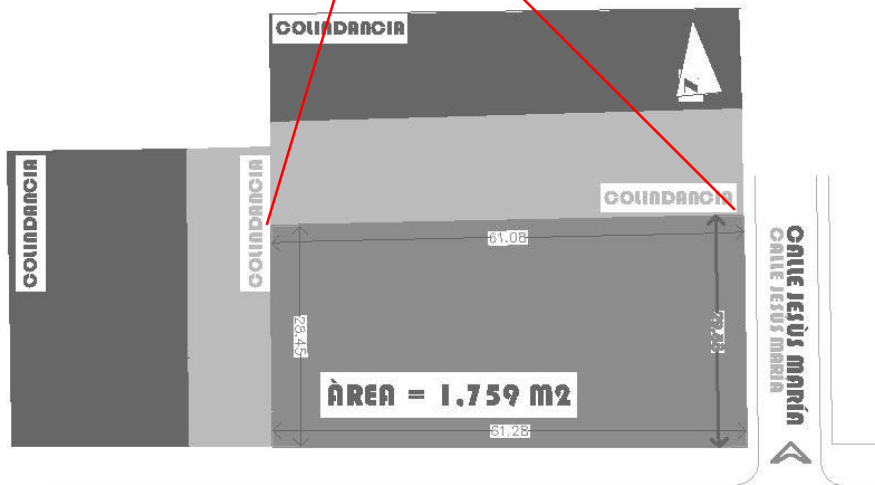 COLINDANCIA
N
COLINDANCIA
COLINDANCIA
COLINDANCIA
61.08
28.45
ÀREA = 1,759 M2
61.28
CALLE JESÙS MARÍA
CALLE JESÙS MARIA